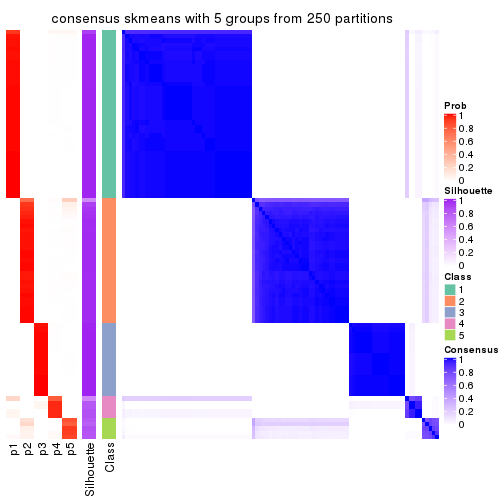 consensus skmeans with 5 groups from 250 partitions
Prob
1
0.8
0.6
0.4
0.2
0
Silhouette
1
0.8
0.6
0.4
0.2
0
Class
1
2
3
4
5
Consensus
1
0.8
0.6
0.4
0.2
0
p1
p2
p3
p4
p5
Silhouette
Class